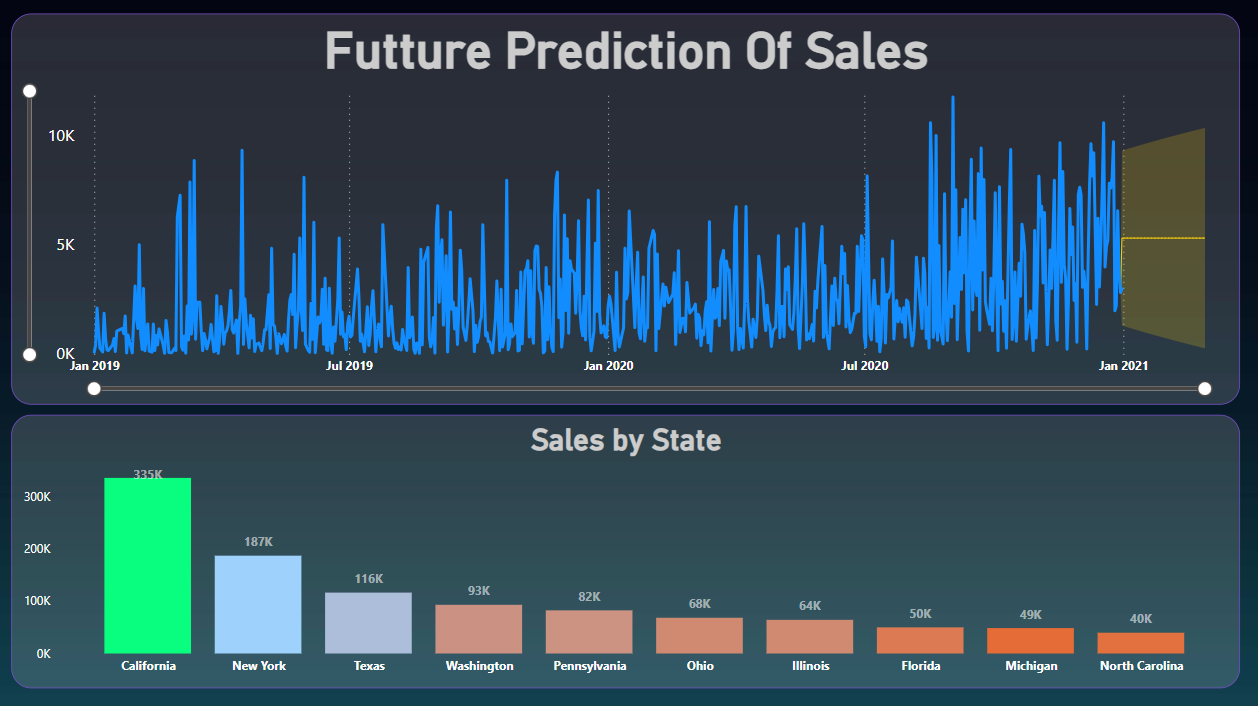 Futture Prediction Of Sales
10K
5K
0K
Jan 2019 Jul 2019 Jan 2020 Jul 2020 Jan 2021
Sales by State
335K
300K
187K
200K
116K
100K
93K
82K
68K
64K
50K
49K
40K
0K
California New York Texas Washington Pennsylvania Ohio Illinois Florida Michigan North Carolina